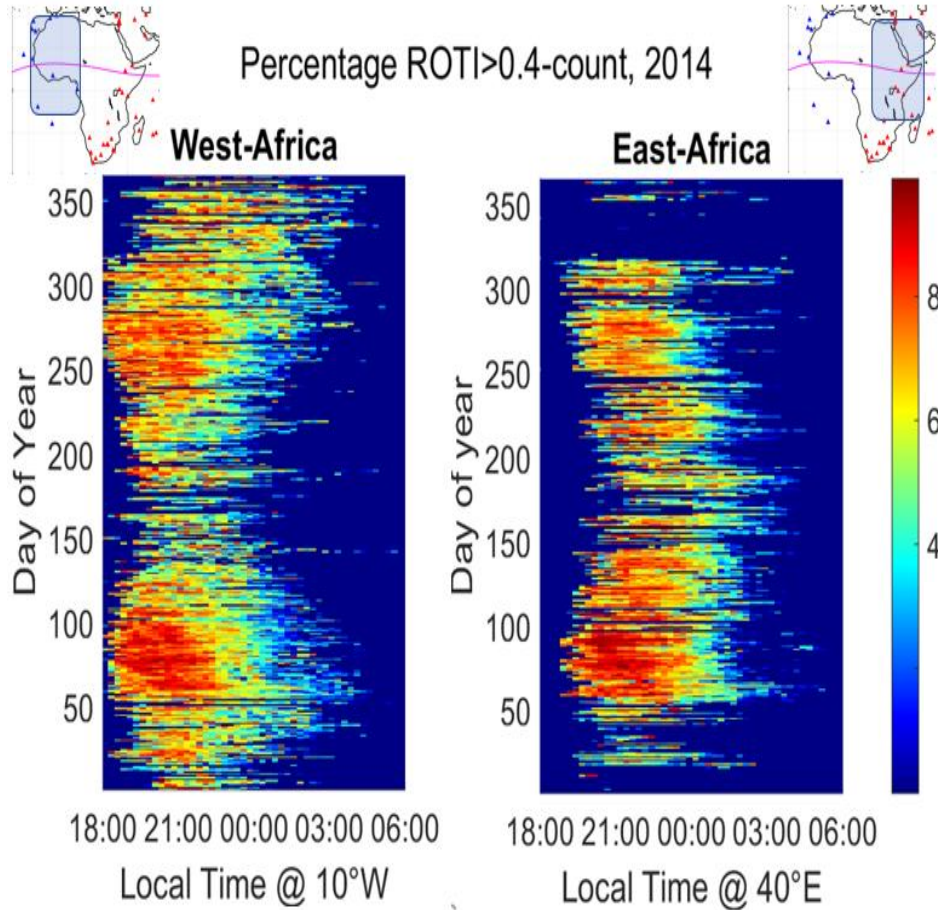 Percentage ROTI>0.4-count, 2014
West-Africa
East-Africa
350
300
250
200
150
100
50
Day of Year
18:00 21:00 00:00 03:00 06:00
Local Time @ 10°W
350
300
250
200
150
100
50
Day of year
18:00 21:00 00:00 03:00 06:00
Local Time @ 40°E
8
6
4
2